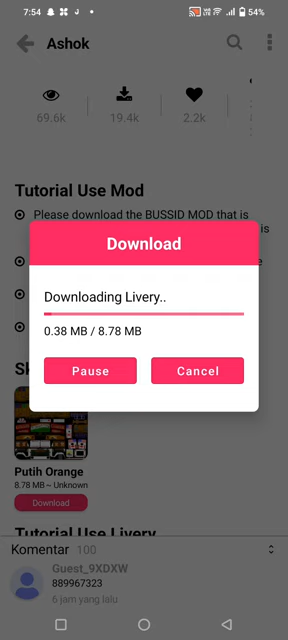 7:54
54%
Ashok
69.6k
19.4k
2.2k
Tutorial Use Mod
Please download the BUSSID MOD that is
is
e
Download
Downloading Livery..
0.38 MB / 8.78 MB
Pause
Cancel
Sk
Putih Orange
8.78 MB ~ Unknown
Download
Tutorial Use Livery
Komentar 100
Guest_9XDXW
889967323
6 jam yang lalu